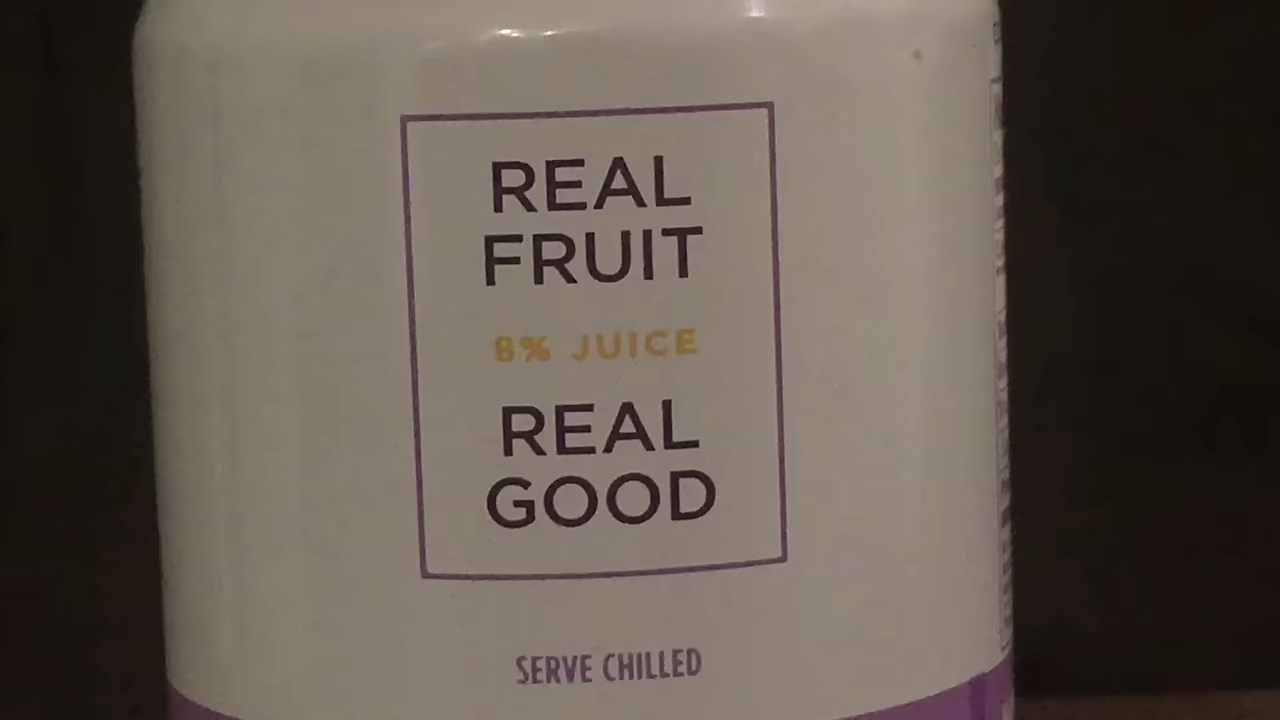 REAL
FRUIT
8% JUICE
REAL
GOOD
SERVE CHILLED